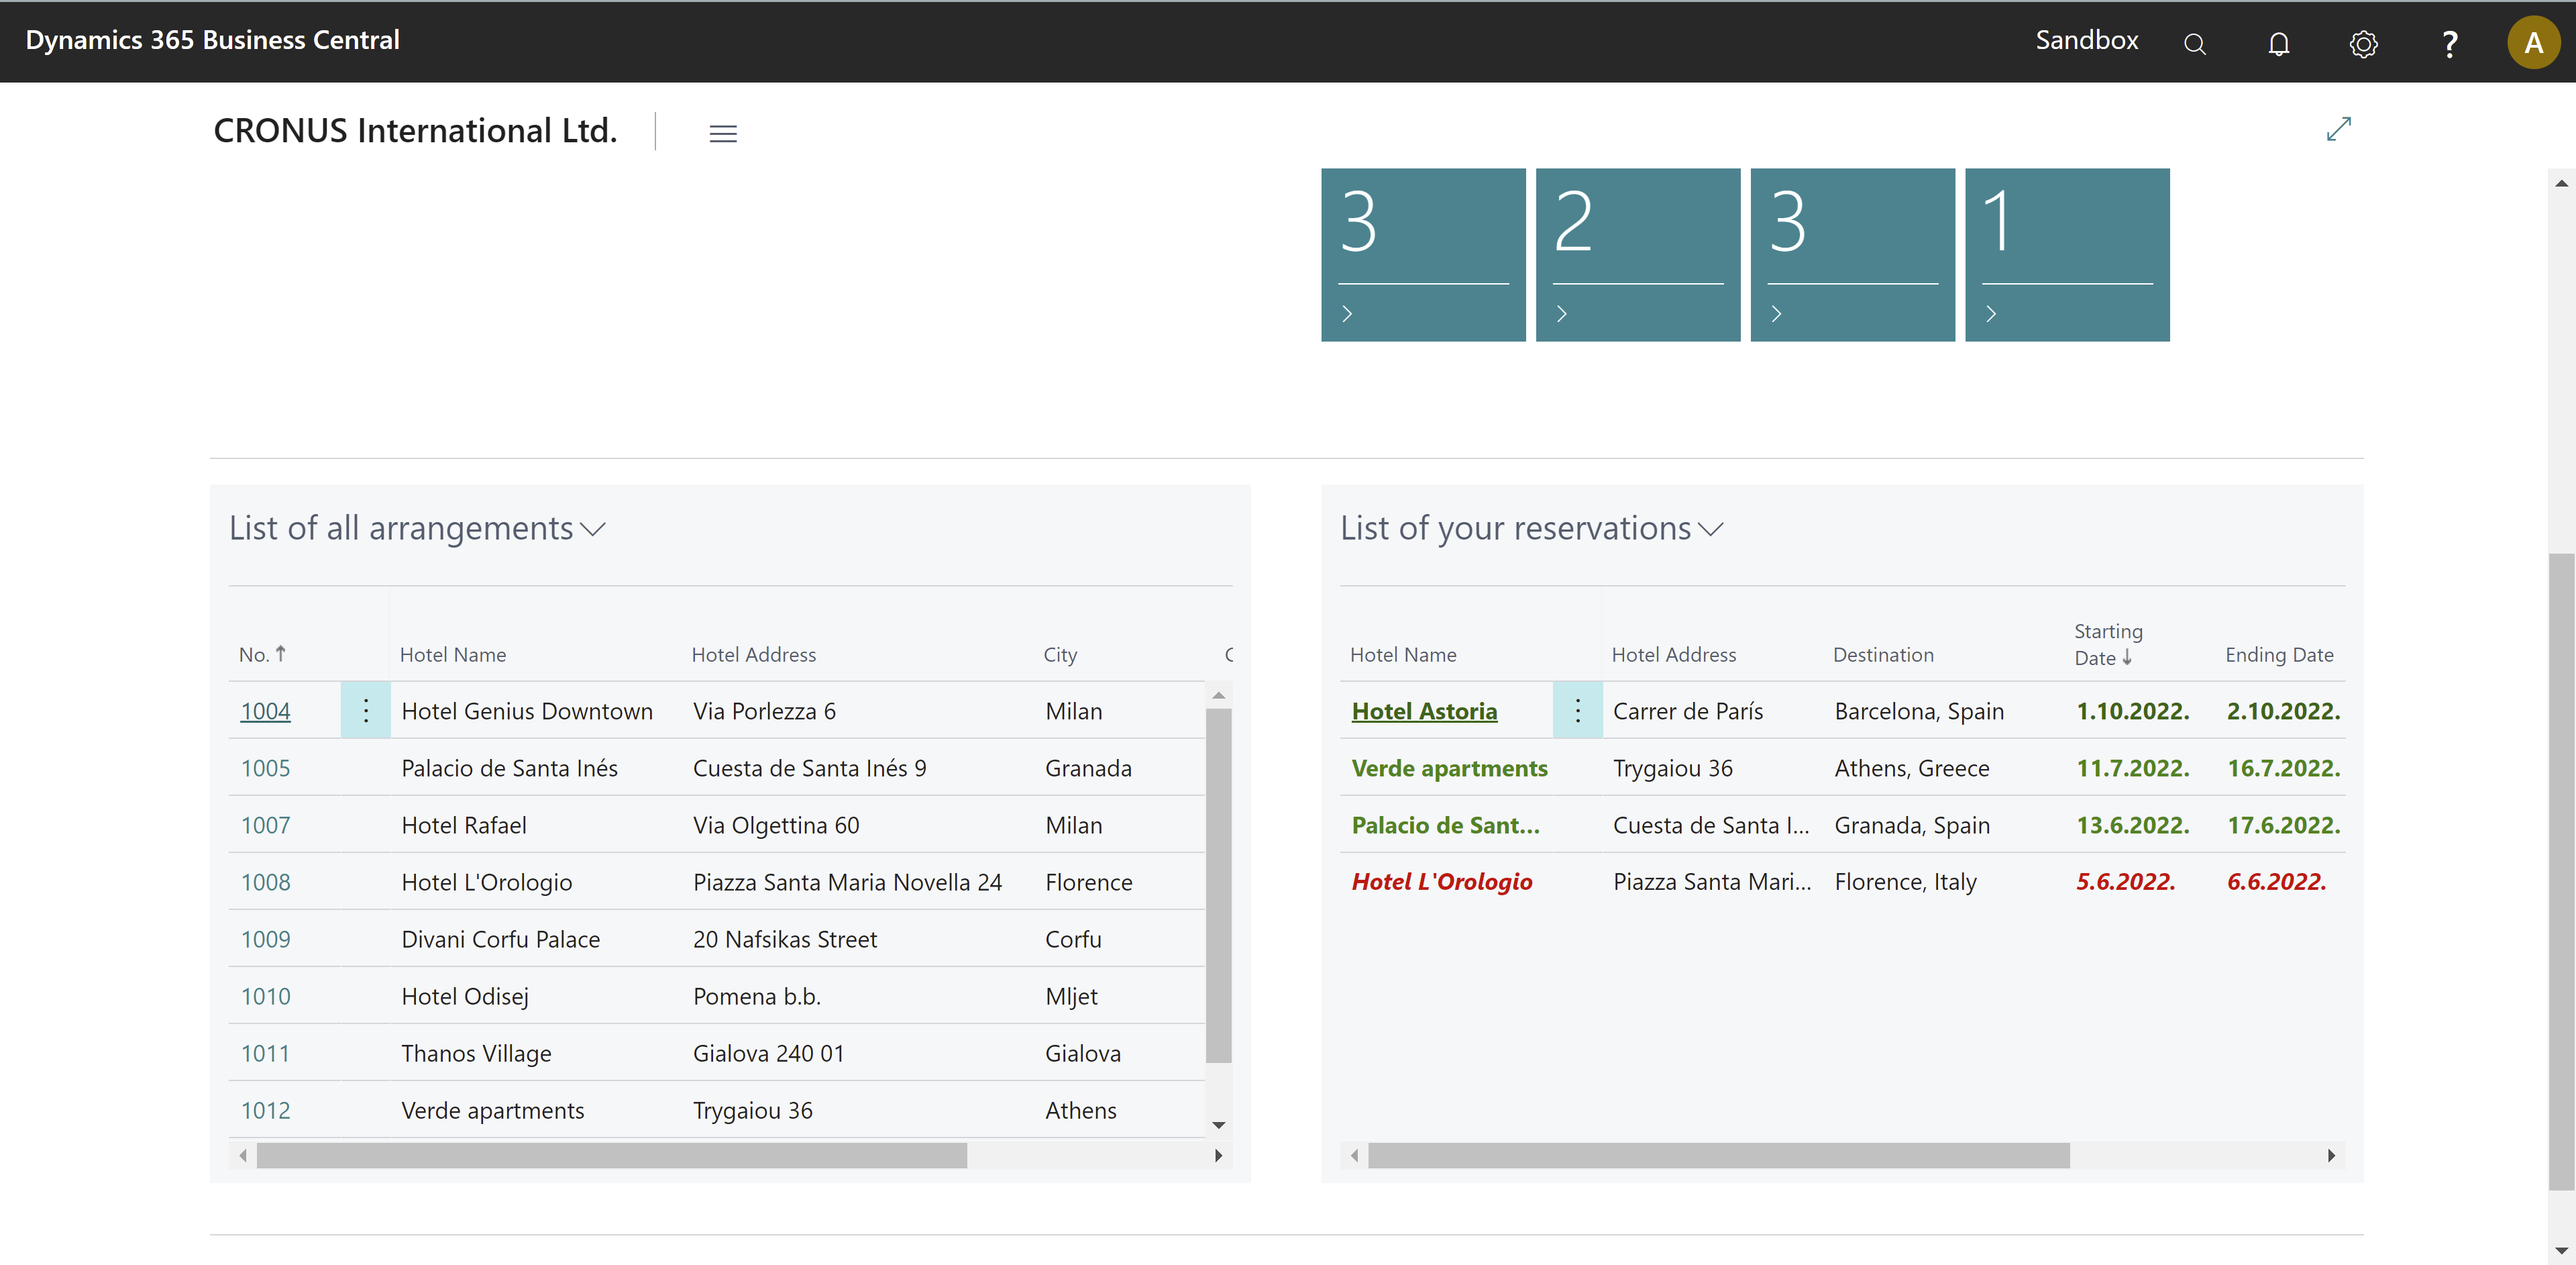 Dynamics 365 Business Central
Sandbox
?
A
CRONUS International Ltd.
3 2 3 1
List of all arrangements
No. Hotel Name Hotel Address City C
1004 Hotel Genius Downtown Via Porlezza 6 Milan
1005 Palacio de Santa Inés Cuesta de Santa Inés 9 Granada
1007 Hotel Rafael Via Olgettina 60 Milan
1008 Hotel L'Orologio Piazza Santa Maria Novella 24 Florence
1009 Divani Corfu Palace 20 Nafsikas Street Corfu
1010 Hotel Odisej Pomena b.b. Mljet
1011 Thanos Village Gialova 240 01 Gialova
1012 Verde apartments Trygaiou 36 Athens
List of your reservations
Hotel Name Hotel Address Destination Starting Date Ending Date
Hotel Astoria Carrer de París Barcelona, Spain 1.10.2022. 2.10.2022.
Verde apartments Trygaiou 36 Athens, Greece 11.7.2022. 16.7.2022.
Palacio de Sant... Cuesta de Santa I... Granada, Spain 13.6.2022. 17.6.2022.
Hotel L'Orologio Piazza Santa Mari... Florence, Italy 5.6.2022. 6.6.2022.